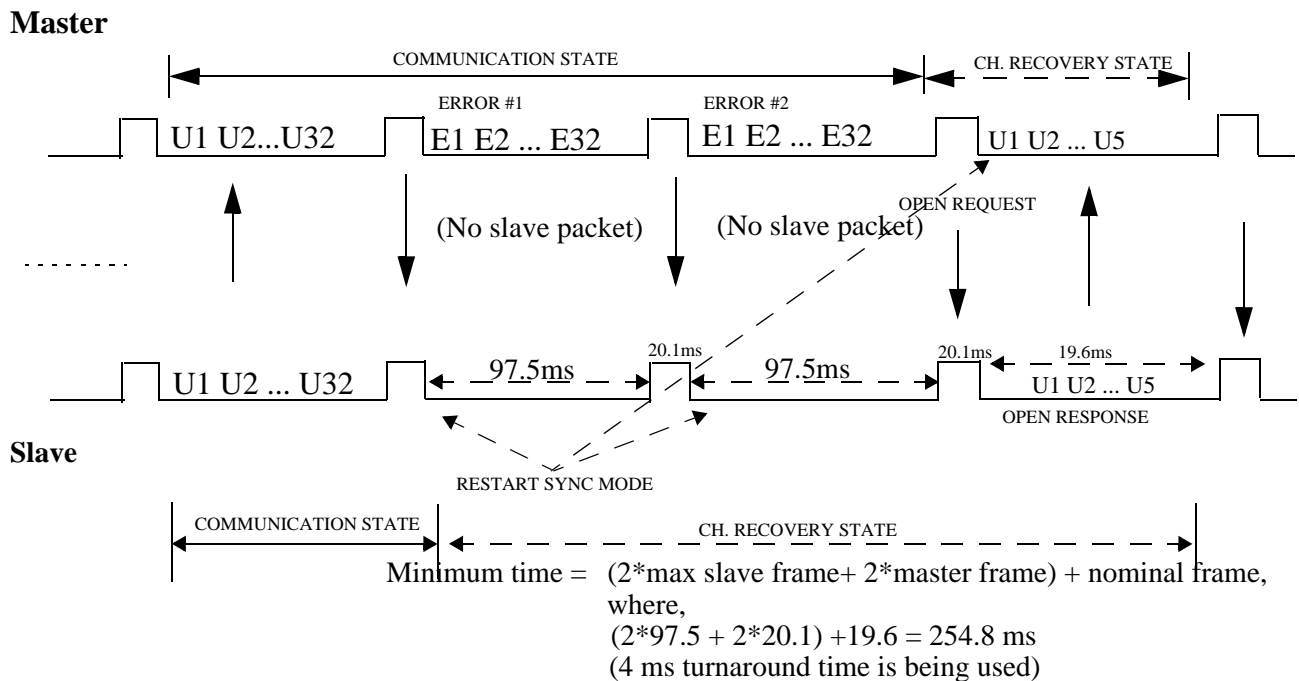 Master
COMMUNICATION STATE
CH. RECOVERY STATE
ERROR #1
ERROR #2
U1 U2...U32
E1 E2 ... E32
E1 E2 ... E32
U1 U2 ... U5
OPEN REQUEST
(No slave packet)
(No slave packet)
97.5ms
20.1ms
97.5ms
20.1ms
19.6ms
U1 U2 ... U32
U1 U2 ... U5
OPEN RESPONSE
Slave
RESTART SYNC MODE
COMMUNICATION STATE
CH. RECOVERY STATE
Minimum time = (2*max slave frame+ 2*master frame) + nominal frame,
where,
(2*97.5 + 2*20.1) +19.6 = 254.8 ms
(4 ms turnaround time is being used)